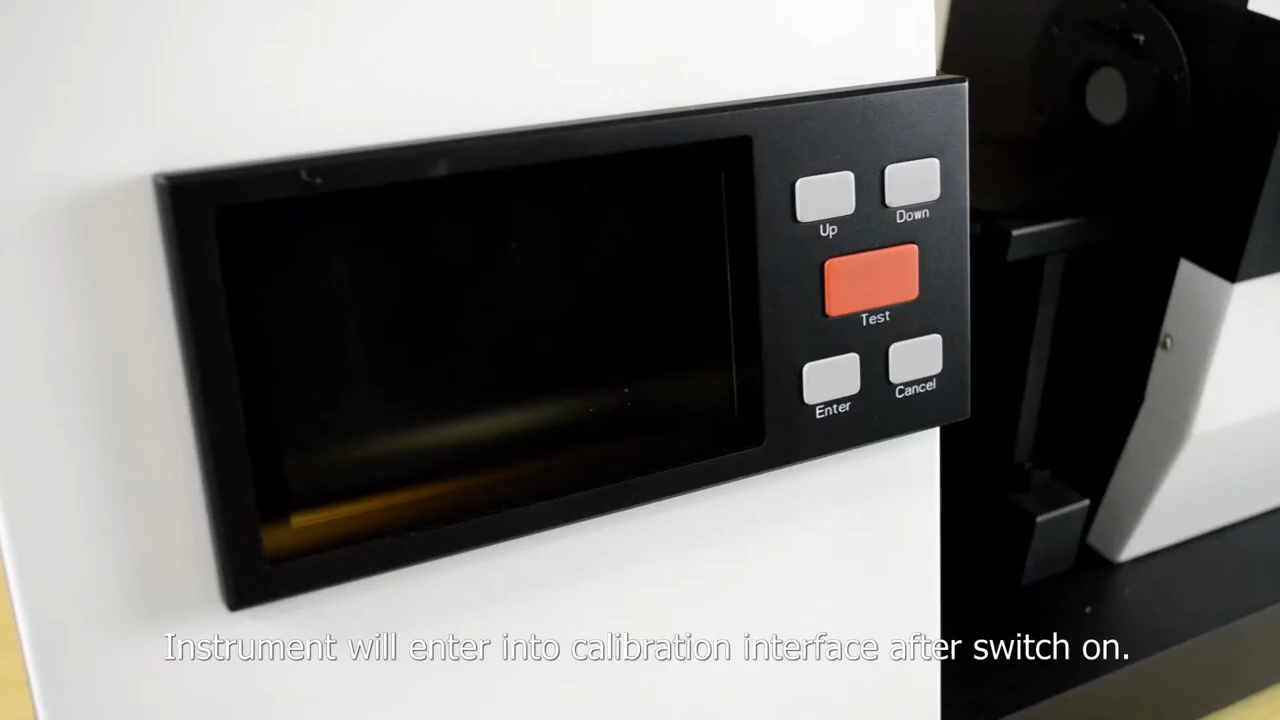 Up
Down
Test
Enter
Cancel
Instrument will enter into calibration interface after switch on.